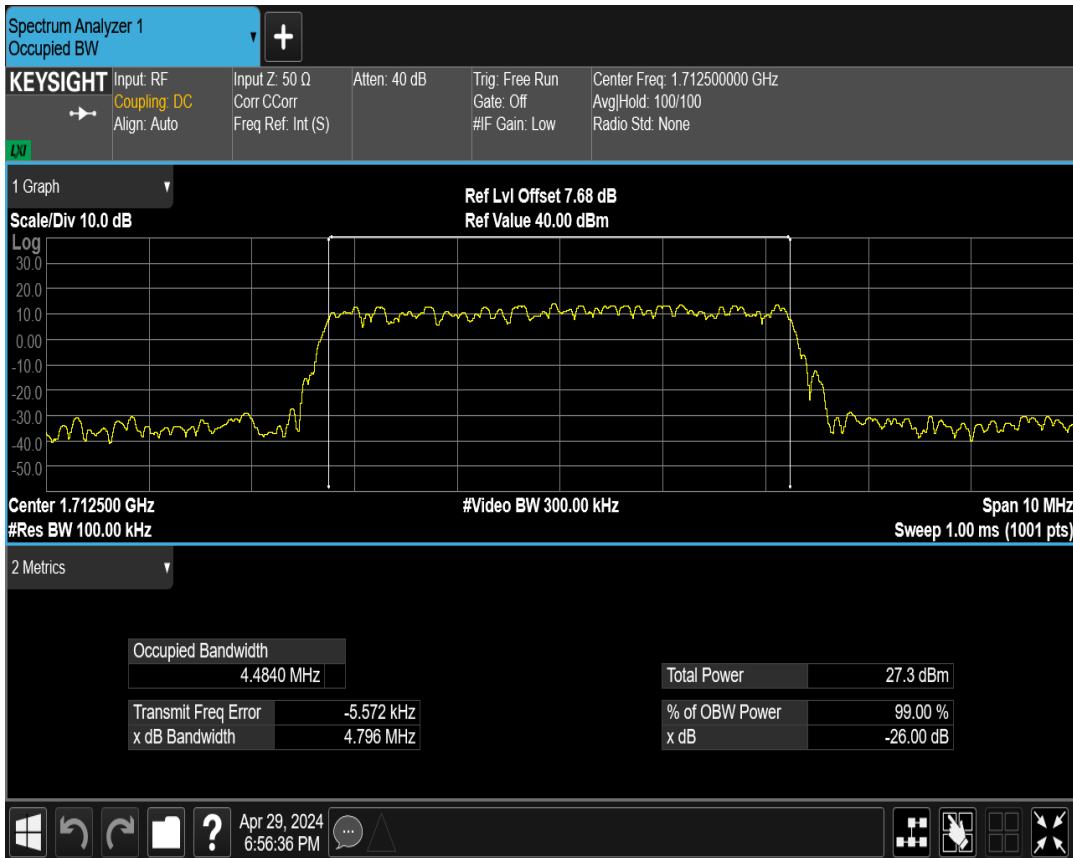 Spectrum Analyzer 1
Occupied BW
KEYSIGHT
LXI
Input: RF
Coupling: DC
Align: Auto
Input Z: 50 Ω
Corr CCorr
Freq Ref: Int (S)
Atten: 40 dB
Trig: Free Run
Gate: Off
#IF Gain: Low
Center Freq: 1.712500000 GHz
Avg|Hold: 100/100
Radio Std: None
1 Graph
Scale/Div 10.0 dB
Ref Lvl Offset 7.68 dB
Ref Value 40.00 dBm
Log
30.0
20.0
10.0
0.00
-10.0
-20.0
-30.0
-40.0
-50.0
Center 1.712500 GHz
#Res BW 100.00 kHz
#Video BW 300.00 kHz
Span 10 MHz
Sweep 1.00 ms (1001 pts)
2 Metrics
Occupied Bandwidth
4.4840 MHz
Transmit Freq Error -5.572 kHz
x dB Bandwidth 4.796 MHz
Total Power 27.3 dBm
% of OBW Power 99.00 %
x dB -26.00 dB
Apr 29, 2024
6:56:36 PM